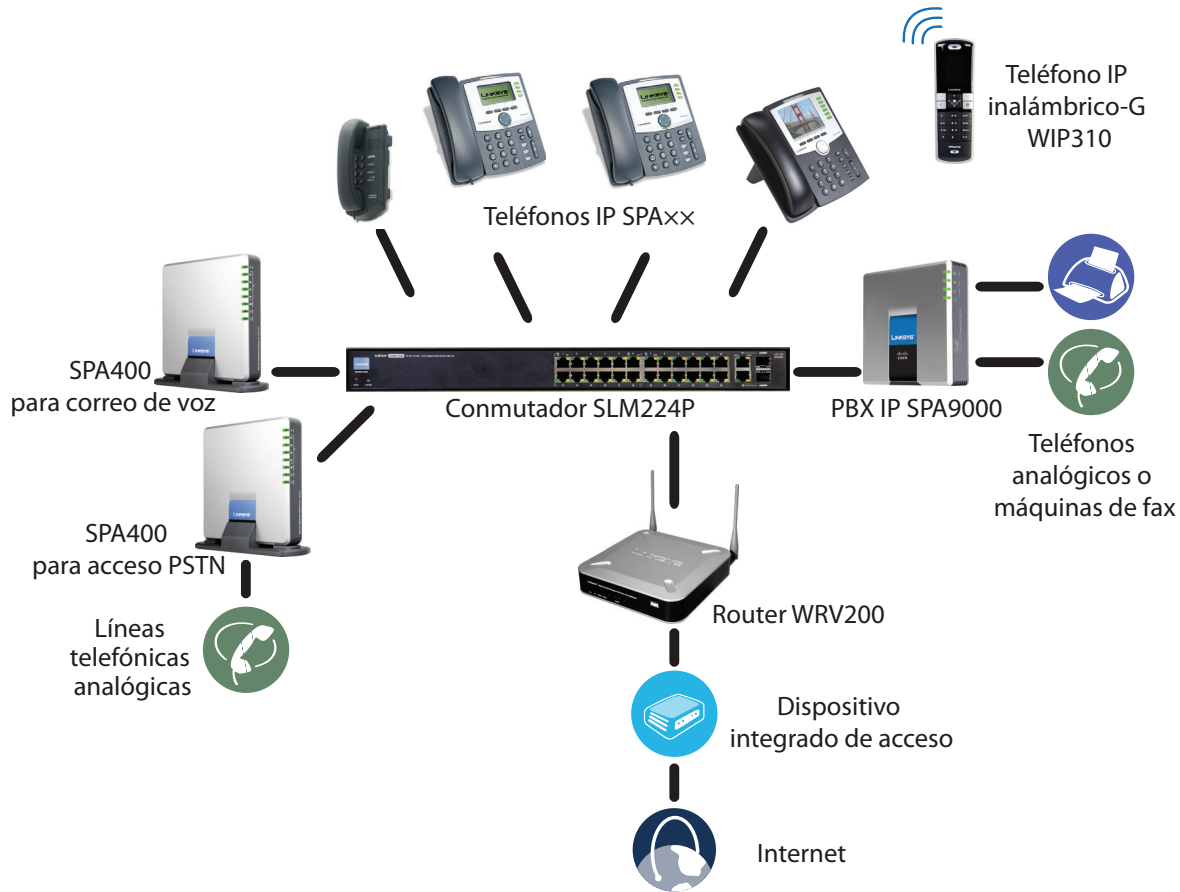 Teléfono IP
inalámbrico-G
WIP310
Teléfonos IP SPA××
LINKSYS
SPA400
para correo de voz
Conmutador SLM224P
PBX IP SPA9000
Teléfonos
analógicos o
máquinas de fax
SPA400
para acceso PSTN
Router WRV200
Líneas
telefónicas
analógicas
Dispositivo
integrado de acceso
Internet